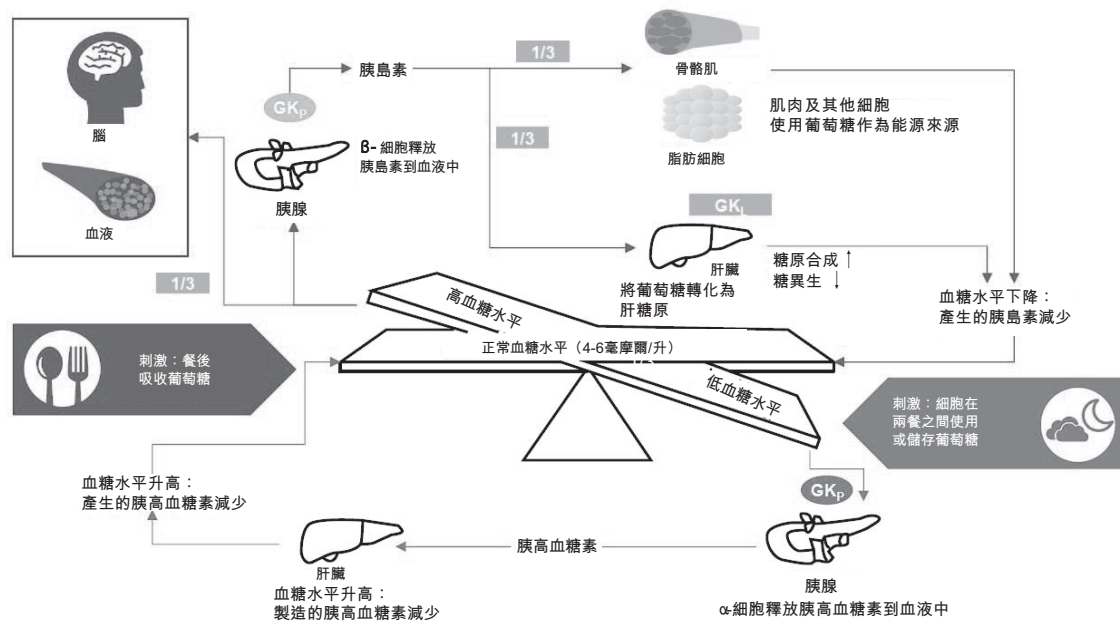 腦
血液
1/3
GKP
胰島素
β-細胞釋放
胰島素到血液中
胰腺
1/3
1/3
骨骼肌
脂肪細胞
肌肉及其他細胞
使用葡萄糖作為能源來源
GKL
肝臟
將葡萄糖轉化為
肝糖原
糖原合成 ↑
糖異生 ↓
血糖水平下降：
產生的胰島素減少
高血糖水平
正常血糖水平（4-6毫摩爾/升）
低血糖水平
刺激：餐後
吸收葡萄糖
刺激：細胞在
兩餐之間使用
或儲存葡萄糖
血糖水平升高：
產生的胰高血糖素減少
肝臟
血糖水平升高：
製造的胰高血糖素減少
胰高血糖素
GKP
胰腺
α-細胞釋放胰高血糖素到血液中